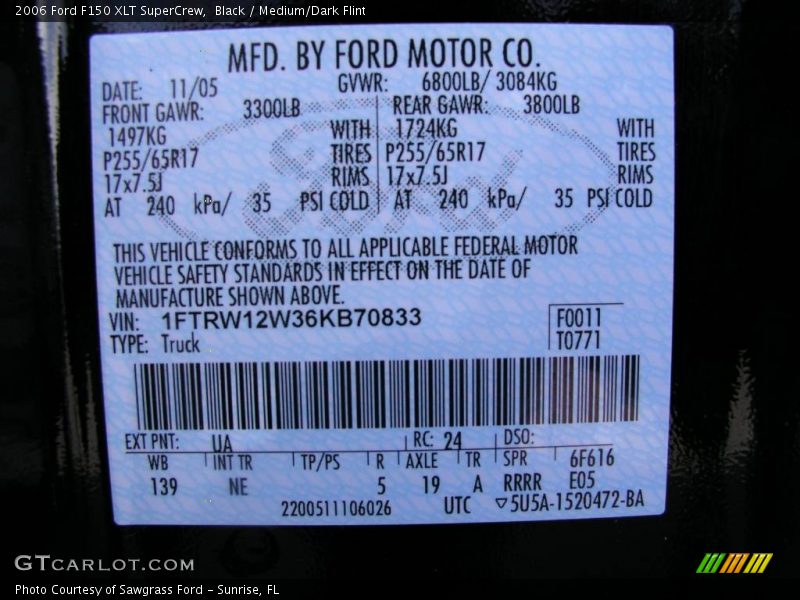 2006 Ford F150 XLT SuperCrew,  Black / Medium/Dark Flint
MFD. BY FORD MOTOR CO.
DATE: 11/05 GVWR: 6800LB/ 3084KG
FRONT GAWR: 3300LB REAR GAWR: 3800LB
1497KG WITH 1724KG WITH
P255/65R17 TIRES P255/65R17 TIRES
17x7.5J RIMS 17x7.5J RIMS
AT 240 kPa/ 35 PSI COLD AT 240 kPa/ 35 PSI COLD
Ford
THIS VEHICLE CONFORMS TO ALL APPLICABLE FEDERAL MOTOR
VEHICLE SAFETY STANDARDS IN EFFECT ON THE DATE OF
MANUFACTURE SHOWN ABOVE.
VIN: 1FTRW12W36KB70833 F0011
TYPE: Truck T0771
EXT PNT: UA RC: 24 DSO:
WB INT TR TP/PS R AXLE TR SPR 6F616
139 NE 5 19 A RRRR E05
2200511106026 UTC ▽5U5A-1520472-BA
GTCARLOT.COM
Photo Courtesy of Sawgrass Ford - Sunrise, FL